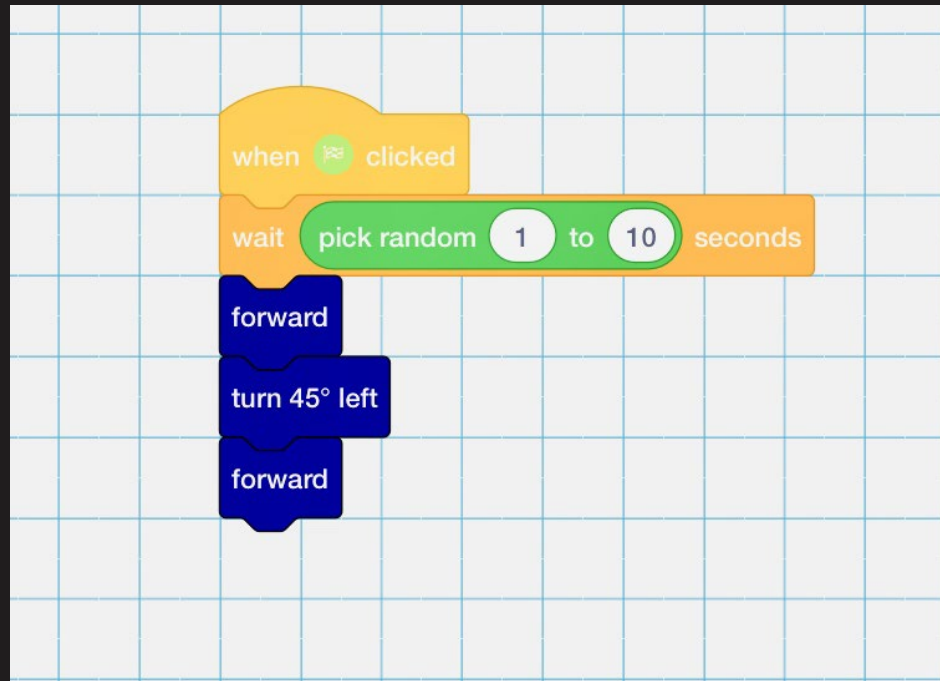 when clicked
wait pick random 1 to 10 seconds
forward
turn 45° left
forward